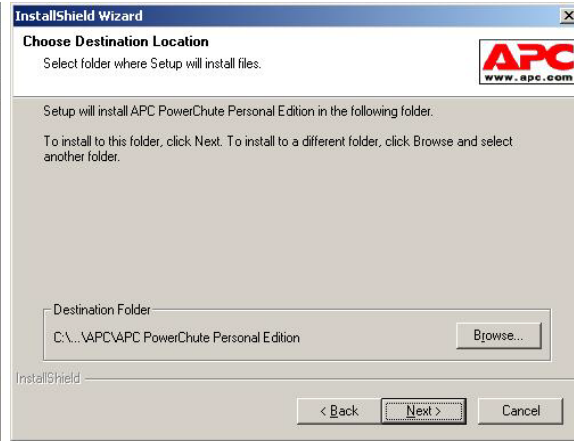 InstallShield Wizard
Choose Destination Location
Select folder where Setup will install files.
APC
www.apc.com
Setup will install APC PowerChute Personal Edition in the following folder.
To install to this folder, click Next. To install to a different folder, click Browse and select
another folder.
Destination Folder
C:\...\APC\APC PowerChute Personal Edition
Browse...
InstallShield
< Back
Next >
Cancel